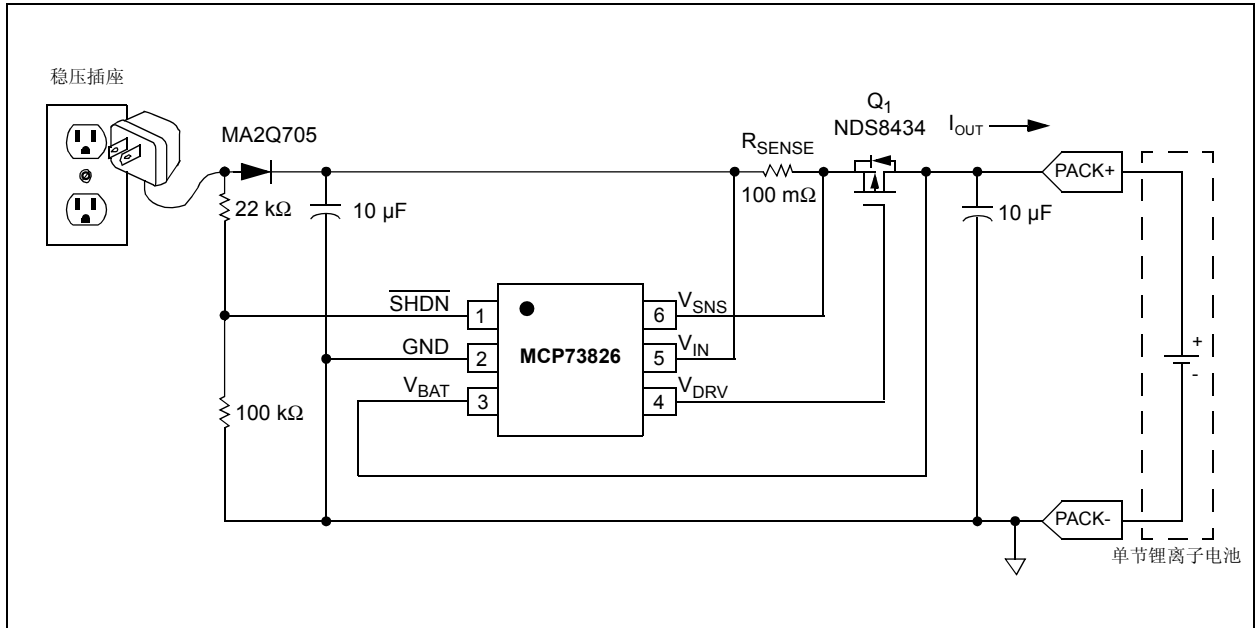 稳压插座
MA2Q705
Q1
NDS8434
IOUT
RSENSE
100 mΩ
PACK+
22 kΩ
10 µF
10 µF
SHDN
1
6
VSNS
GND
2
MCP73826
5
VIN
VBAT
3
4
VDRV
100 kΩ
+
-
PACK-
单节锂离子电池